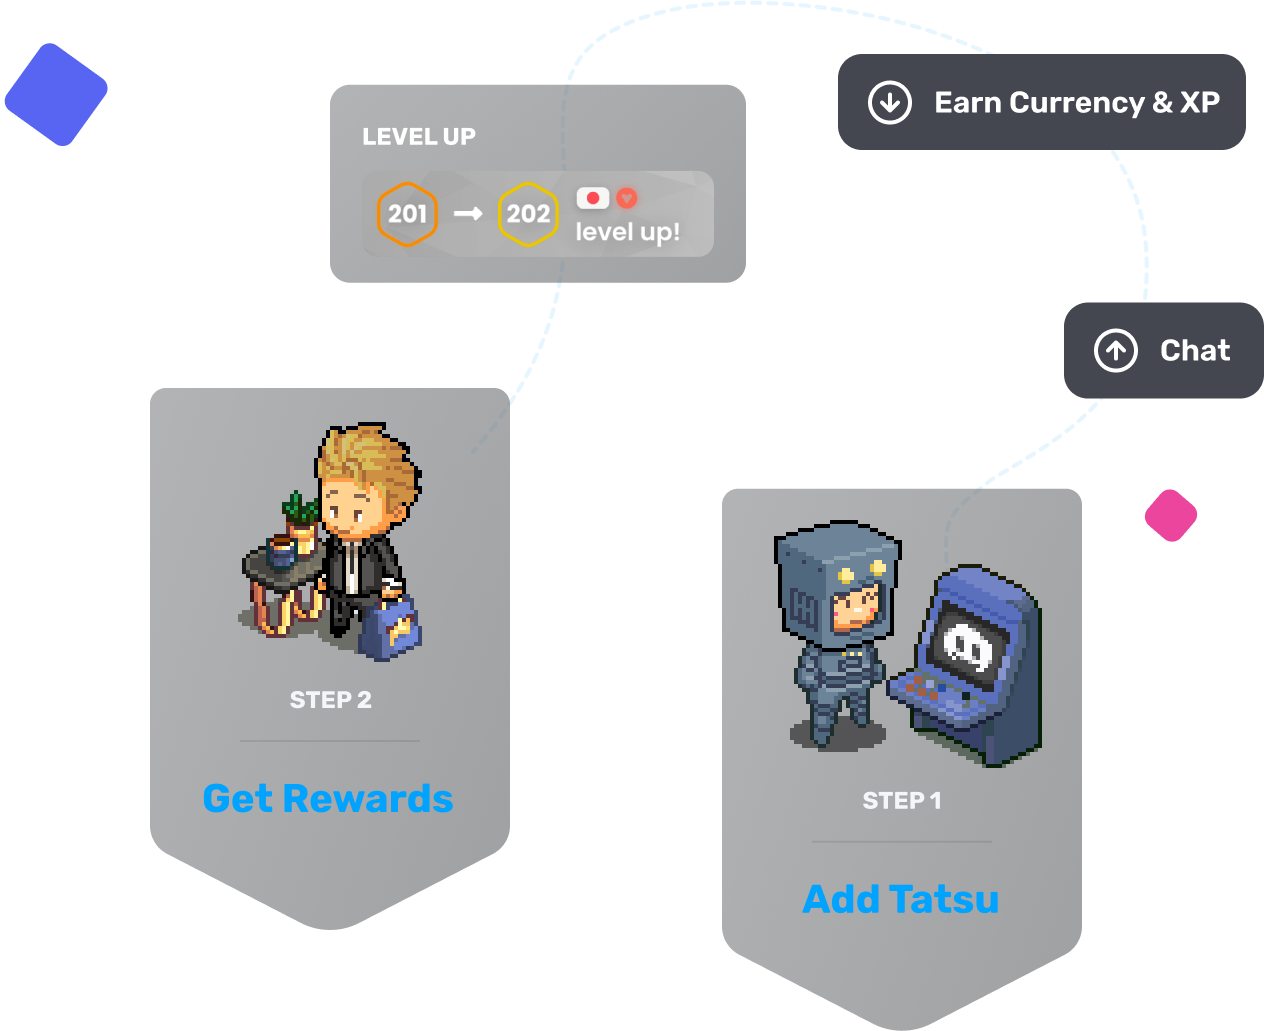 Earn Currency & XP
LEVEL UP
201
202
level up!
Chat
STEP 2
Get Rewards
STEP 1
Add Tatsu